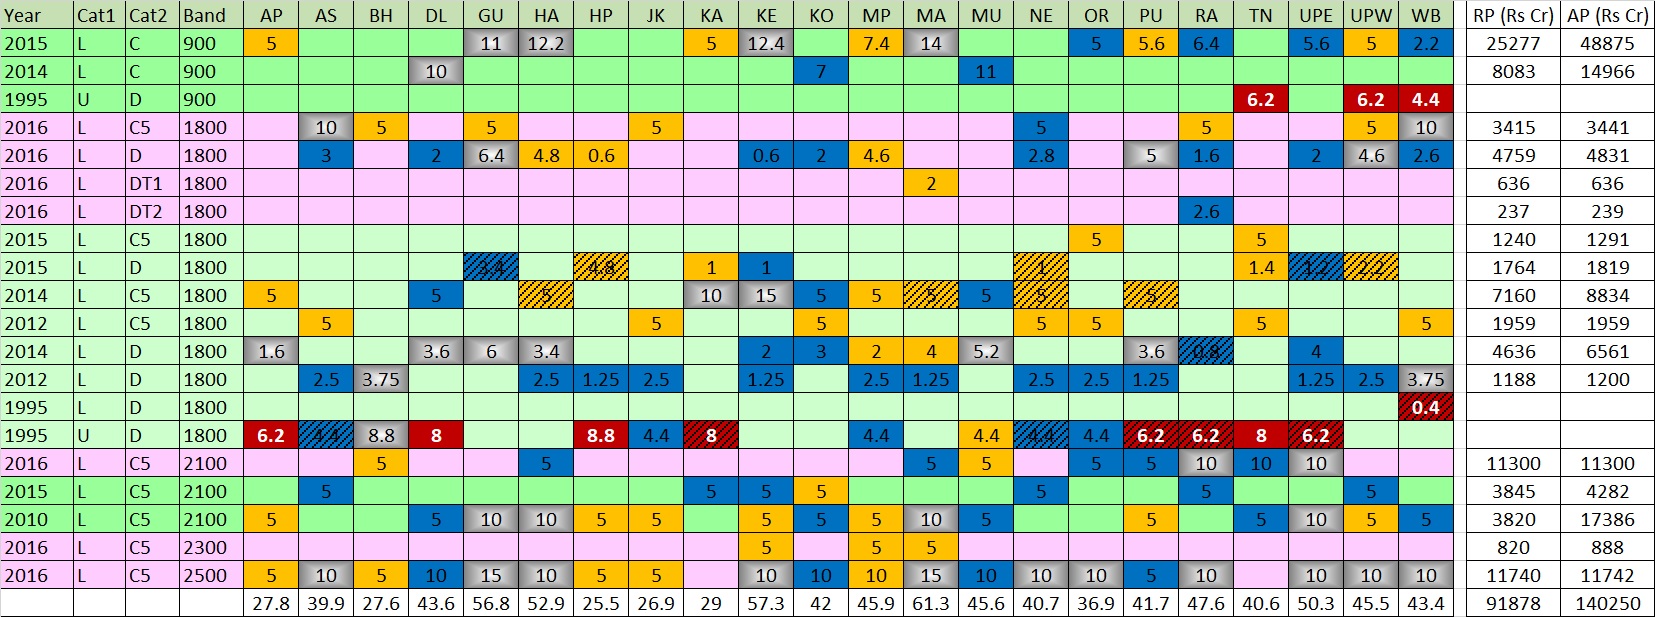 Year Cat1 Cat2 Band AP AS BH DL GU HA HP JK KA KE KO MP MA MU NE OR PU RA TN UPE UPW WB RP (Rs Cr) AP (Rs Cr)
2015 L C 900 5 11 12.2 5 12.4 7.4 14 5 5.6 6.4 5.6 5 2.2 25277 48875
2014 L C 900 10 7 11 8083 14966
1995 U D 900 6.2 6.2 4.4
2016 L C5 1800 10 5 5 5 5 5 5 10 3415 3441
2016 L D 1800 3 2 6.4 4.8 0.6 0.6 2 4.6 2.8 5 1.6 2 4.6 2.6 4759 4831
2016 L DT1 1800 2 636 636
2016 L DT2 1800 2.6 237 239
2015 L C5 1800 5 5 1240 1291
2015 L D 1800 3.4 4.8 1 1 1 1.4 1.2 2.2 1764 1819
2014 L C5 1800 5 5 5 10 15 5 5 5 5 5 5 7160 8834
2012 L C5 1800 5 5 5 5 5 5 5 1959 1959
2014 L D 1800 1.6 3.6 6 3.4 2 3 2 4 5.2 3.6 0.8 4 4636 6561
2012 L D 1800 2.5 3.75 2.5 1.25 2.5 1.25 2.5 1.25 2.5 2.5 1.25 1.25 2.5 3.75 1188 1200
1995 L D 1800 0.4
1995 U D 1800 6.2 4.4 8.8 8 8.8 4.4 8 4.4 4.4 4.4 4.4 6.2 6.2 8 6.2
2016 L C5 2100 5 5 5 5 5 5 10 10 10 11300 11300
2015 L C5 2100 5 5 5 5 5 5 5 3845 4282
2010 L C5 2100 5 5 10 10 5 5 5 5 5 10 5 5 5 10 5 5 3820 17386
2016 L C5 2300 5 5 5 820 888
2016 L C5 2500 5 10 5 10 15 10 5 5 10 10 10 15 10 10 10 5 10 10 10 10 11740 11742
27.8 39.9 27.6 43.6 56.8 52.9 25.5 26.9 29 57.3 42 45.9 61.3 45.6 40.7 36.9 41.7 47.6 40.6 50.3 45.5 43.4 91878 140250